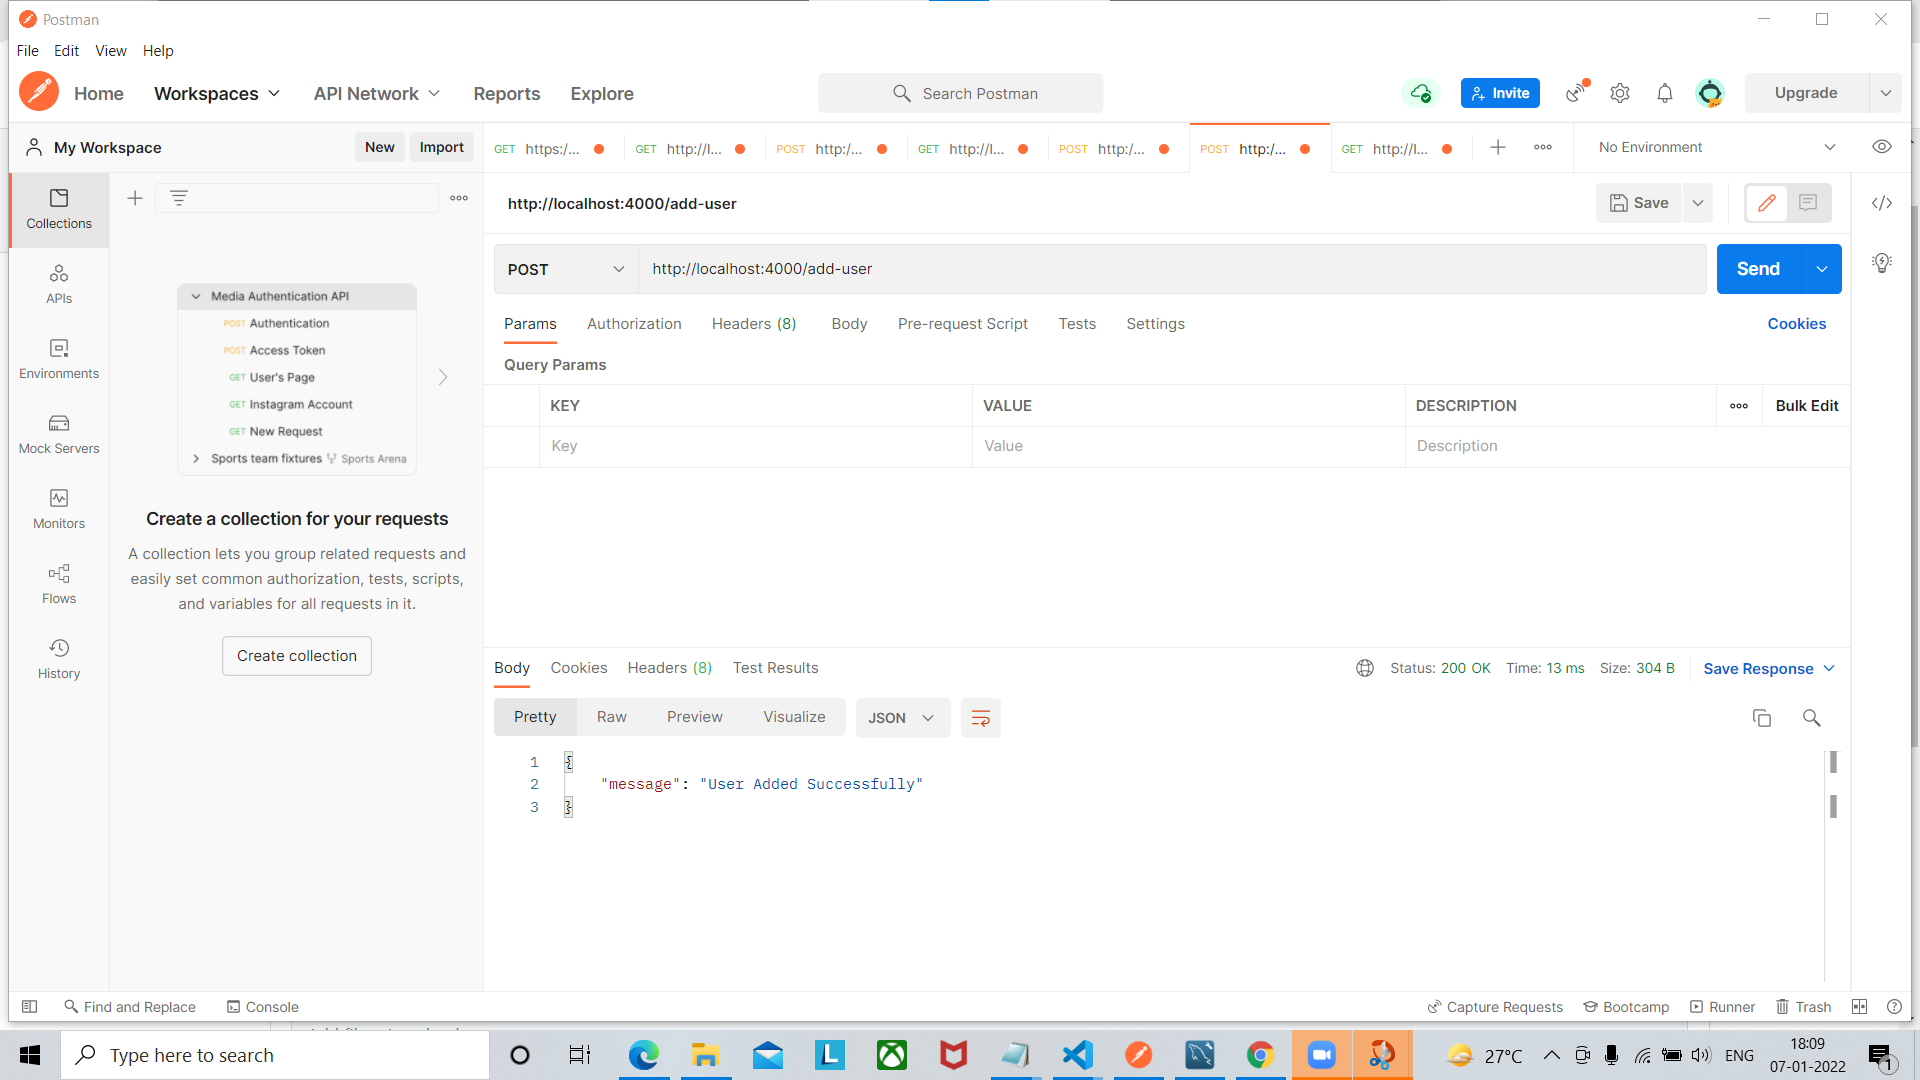 Postman
File Edit View Help
Home Workspaces API Network Reports Explore Search Postman Invite Upgrade
My Workspace New Import
GET https:/... GET http://l... POST http:/... GET http://l... POST http:/... POST http:/... GET http://l... No Environment
http://localhost:4000/add-user Save
POST http://localhost:4000/add-user Send
Params Authorization Headers (8) Body Pre-request Script Tests Settings Cookies
Query Params
KEY VALUE DESCRIPTION Bulk Edit
Key Value Description
Collections
APIs
Environments
Mock Servers
Monitors
Flows
History
Media Authentication API
POST Authentication
POST Access Token
GET User's Page
GET Instagram Account
GET New Request
Sports team fixtures Sports Arena
Create a collection for your requests
A collection lets you group related requests and
easily set common authorization, tests, scripts,
and variables for all requests in it.
Create collection
Body Cookies Headers (8) Test Results Status: 200 OK Time: 13 ms Size: 304 B Save Response
Pretty Raw Preview Visualize JSON
1 {
2 "message": "User Added Successfully"
3 }
Find and Replace Console Capture Requests Bootcamp Runner Trash
Type here to search L 27°C ENG 18:09
07-01-2022 1